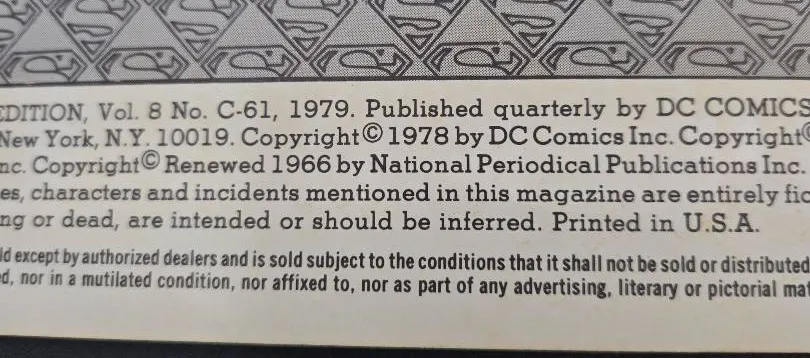 EDITION, Vol. 8 No. C-61, 1979. Published quarterly by DC COMICS
New York, N.Y. 10019. Copyright © 1978 by DC Comics Inc. Copyright ©
nc. Copyright © Renewed 1966 by National Periodical Publications Inc.
es, characters and incidents mentioned in this magazine are entirely fic
ng or dead, are intended or should be inferred. Printed in U.S.A.
ld except by authorized dealers and is sold subject to the conditions that it shall not be sold or distributed
ed, nor in a mutilated condition, nor affixed to, nor as part of any advertising, literary or pictorial mat